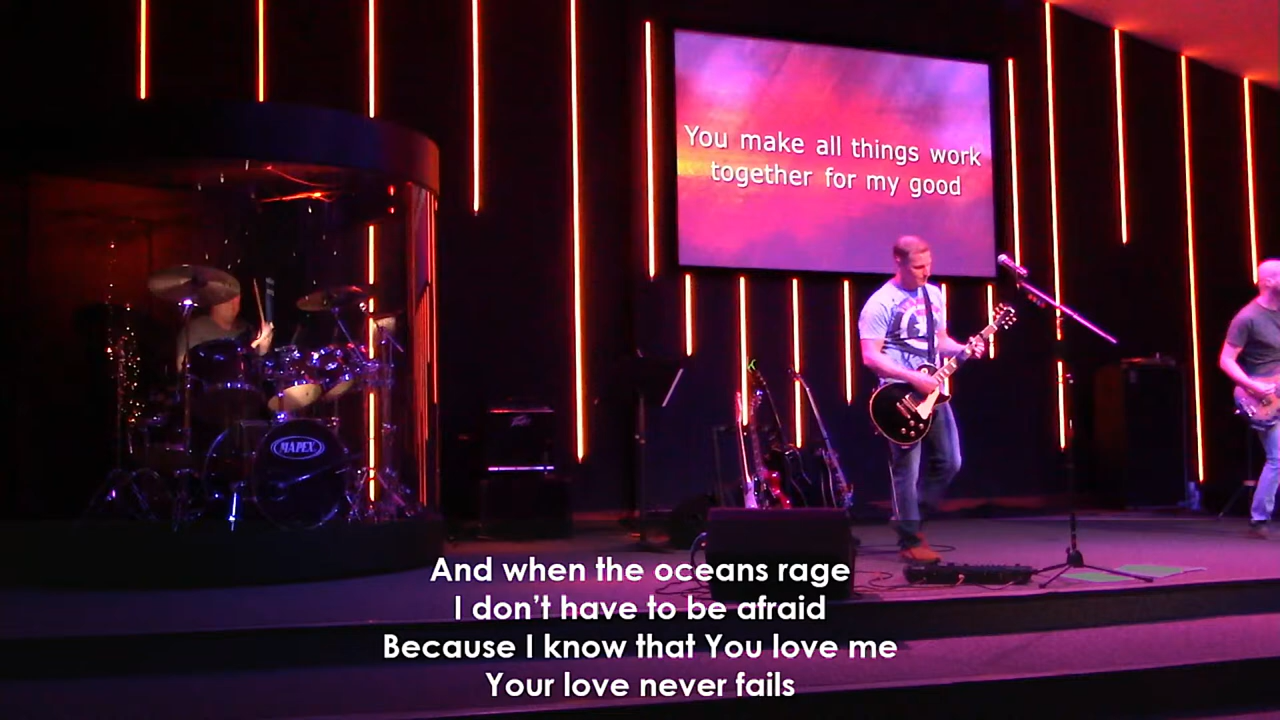 You make all things work
together for my good
MAPEX
And when the oceans rage
I don't have to be afraid
Because I know that You love me
Your love never fails